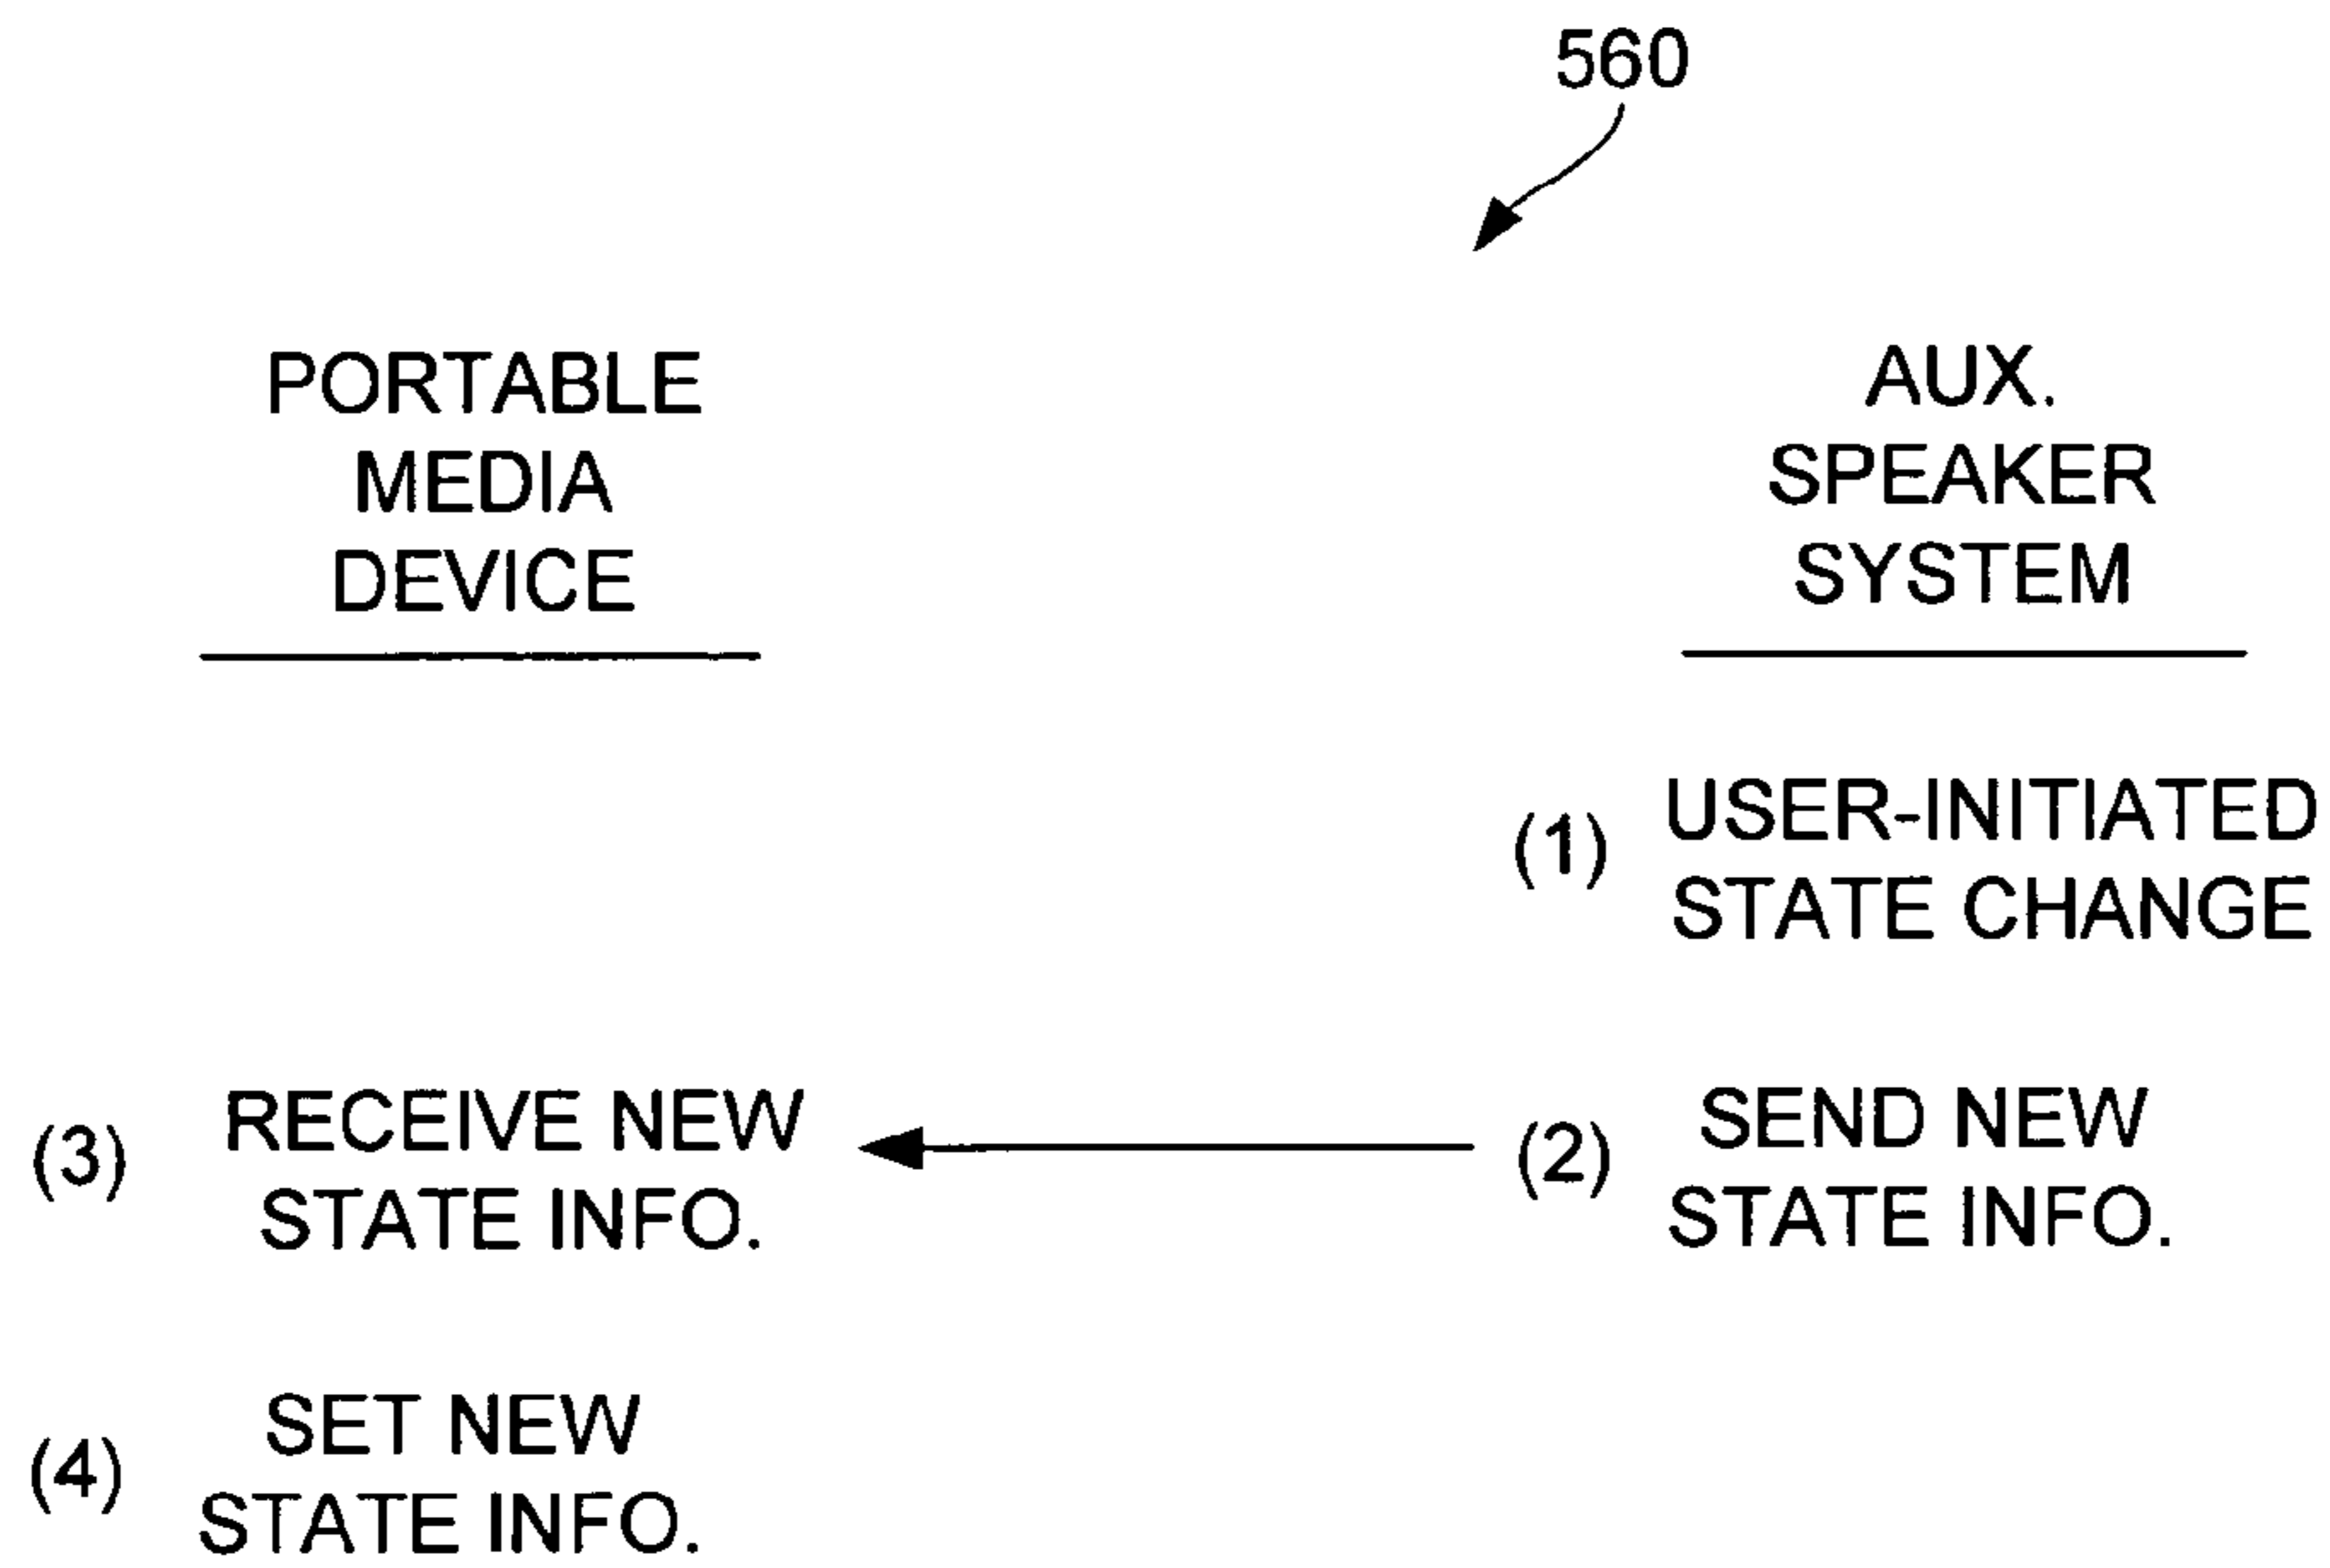 560
PORTABLE
MEDIA
DEVICE
AUX.
SPEAKER
SYSTEM
(1) USER-INITIATED
STATE CHANGE
(3) RECEIVE NEW
STATE INFO.
(2) SEND NEW
STATE INFO.
(4) SET NEW
STATE INFO.